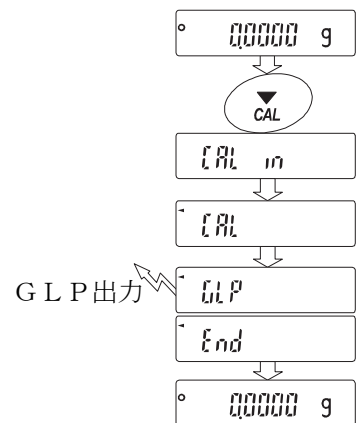 0.0000 g
CAL
CAL in
CAL
GLP出力
GLP
End
0.0000 g